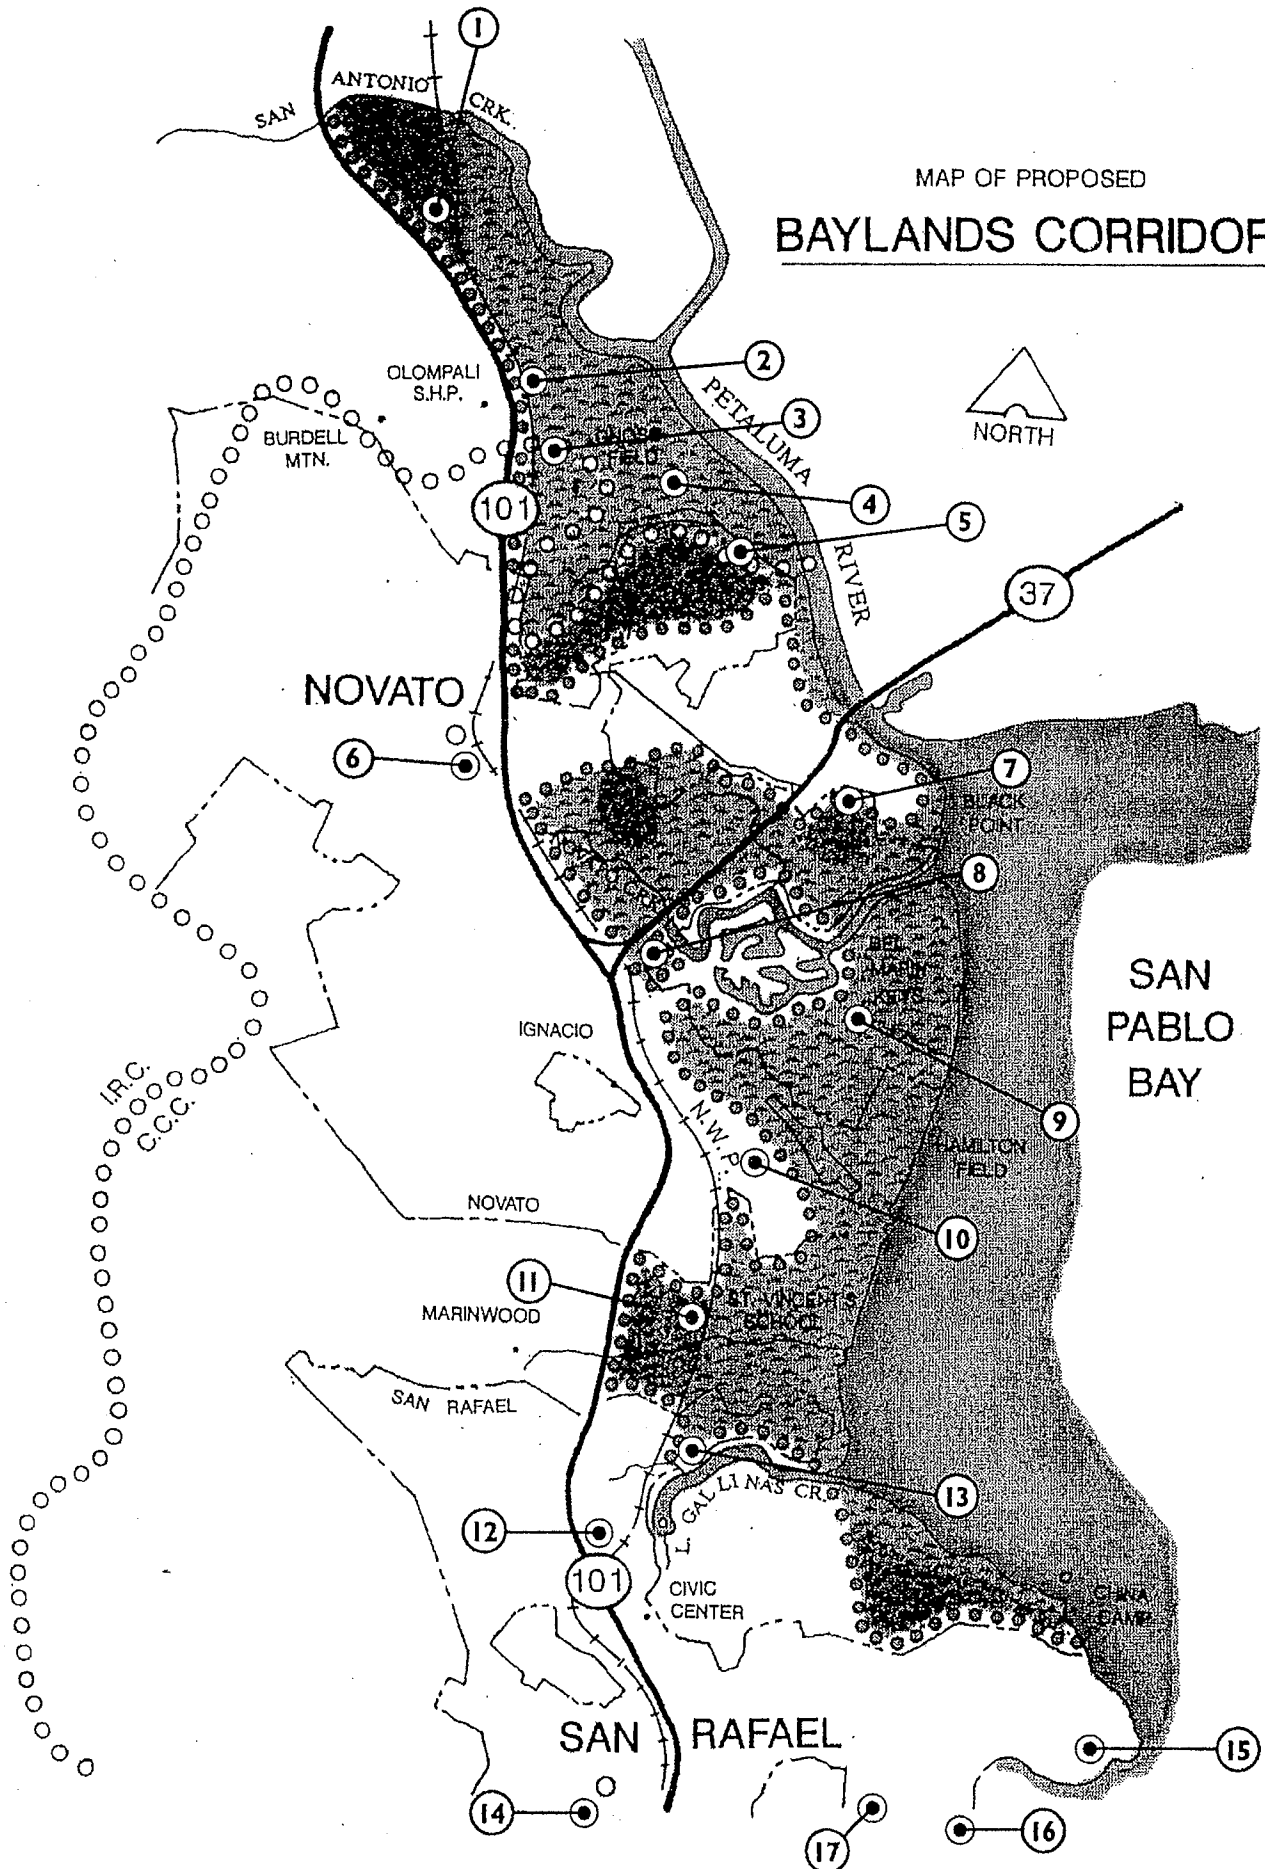 1
SAN ANTONIO CRK.
MAP OF PROPOSED
BAYLANDS CORRIDOR
2
OLOMPALI
S.H.P.
PETALUMA
RIVER
3
NORTH
BURDELL
MTN.
FIELD
4
101
5
37
NOVATO
6
7
BLACK
POINT
8
BEL
MARIN
KEYS
SAN
PABLO
BAY
IGNACIO
I.R.C.
C.C.C.
9
N.W.P.
HAMILTON
FIELD
NOVATO
10
11
ST. VINCENT'S
SCHOOL
MARINWOOD
SAN RAFAEL
L. GALLINAS CR.
13
12
101
CIVIC
CENTER
CHINA
CAMP
SAN RAFAEL
15
14
17
16